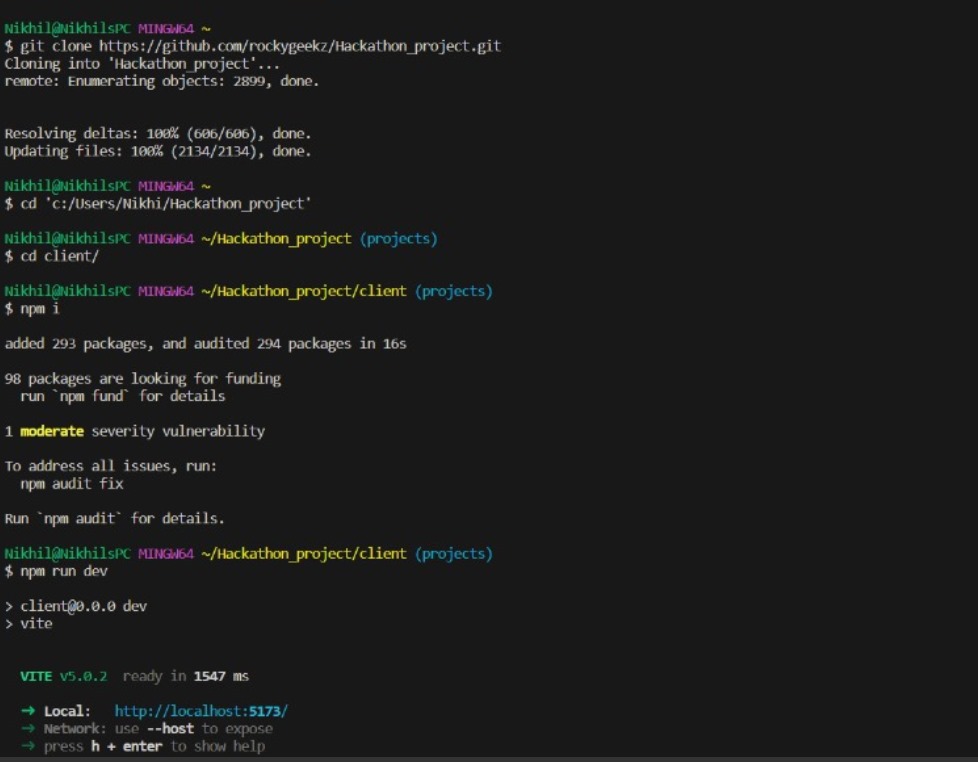 Nikhil@NikhilsPC MINGW64 ~
$ git clone https://github.com/rockygeekz/Hackathon_project.git
Cloning into 'Hackathon_project'...
remote: Enumerating objects: 2899, done.
Resolving deltas: 100% (606/606), done.
Updating files: 100% (2134/2134), done.
Nikhil@NikhilsPC MINGW64 ~
$ cd 'c:/Users/Nikhi/Hackathon_project'
Nikhil@NikhilsPC MINGW64 ~/Hackathon_project (projects)
$ cd client/
Nikhil@NikhilsPC MINGW64 ~/Hackathon_project/client (projects)
$ npm i
added 293 packages, and audited 294 packages in 16s
98 packages are looking for funding
run `npm fund` for details
1 moderate severity vulnerability
To address all issues, run:
npm audit fix
Run `npm audit` for details.
Nikhil@NikhilsPC MINGW64 ~/Hackathon_project/client (projects)
$ npm run dev
> client@0.0.0 dev
> vite
VITE v5.0.2 ready in 1547 ms
→ Local: http://localhost:5173/
→ Network: use --host to expose
→ press h + enter to show help